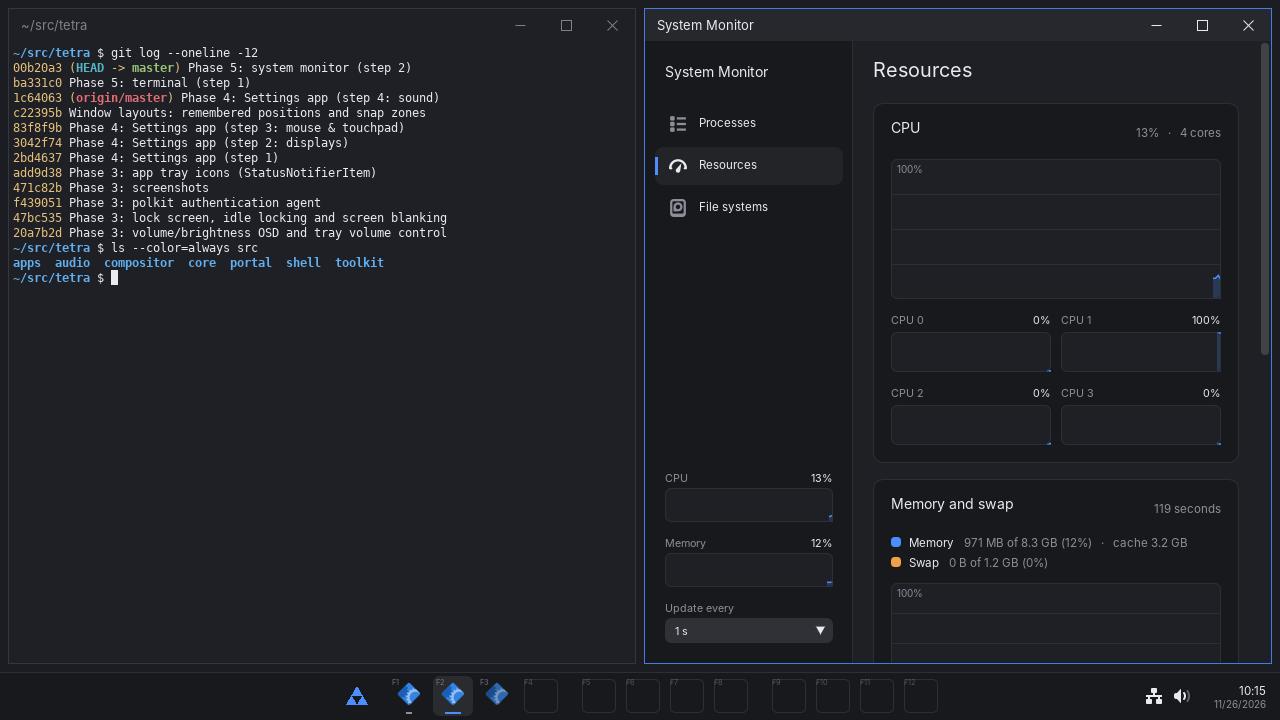 ~/src/tetra
~/src/tetra $ git log --oneline -12
00b20a3 (HEAD -> master) Phase 5: system monitor (step 2)
ba331c0 Phase 5: terminal (step 1)
1c64063 (origin/master) Phase 4: Settings app (step 4: sound)
c22395b Window layouts: remembered positions and snap zones
83f8f9b Phase 4: Settings app (step 3: mouse & touchpad)
3042f74 Phase 4: Settings app (step 2: displays)
2bd4637 Phase 4: Settings app (step 1)
add9d38 Phase 3: app tray icons (StatusNotifierItem)
471c82b Phase 3: screenshots
f439051 Phase 3: polkit authentication agent
47bc535 Phase 3: lock screen, idle locking and screen blanking
20a7b2d Phase 3: volume/brightness OSD and tray volume control
~/src/tetra $ ls --color=always src
apps  audio  compositor  core  portal  shell  toolkit
~/src/tetra $
System Monitor
System Monitor
Processes
Resources
File systems
CPU 13%
Memory 12%
Update every
1 s
Resources
CPU 13% · 4 cores
100%
CPU 0 0% CPU 1 100%
CPU 2 0% CPU 3 0%
Memory and swap 119 seconds
Memory 971 MB of 8.3 GB (12%) · cache 3.2 GB
Swap 0 B of 1.2 GB (0%)
100%
F1 F2 F3 F4 F5 F6 F7 F8 F9 F10 F11 F12
10:15
11/26/2026